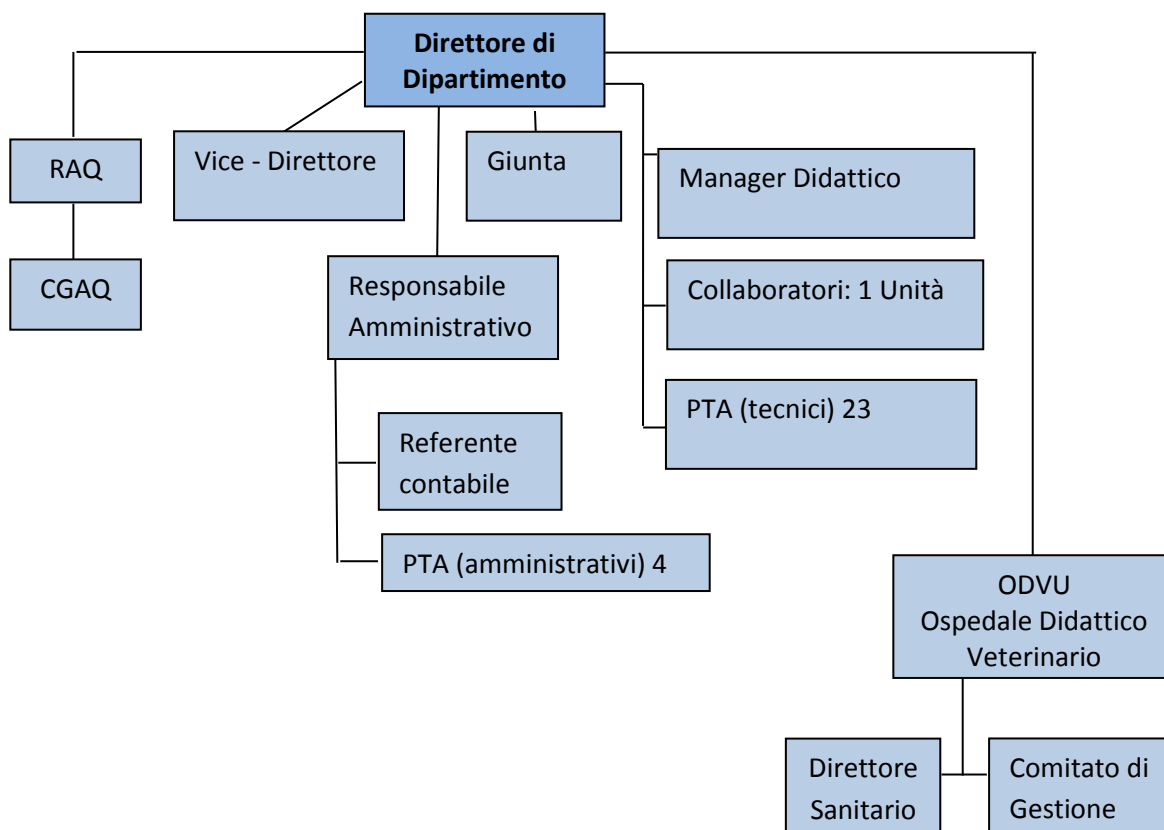 Direttore di
Dipartimento
RAQ
Vice - Direttore
Giunta
Manager Didattico
CGAQ
Responsabile
Amministrativo
Collaboratori: 1 Unità
PTA (tecnici) 23
Referente
contabile
PTA (amministrativi) 4
ODVU
Ospedale Didattico
Veterinario
Direttore
Sanitario
Comitato di
Gestione